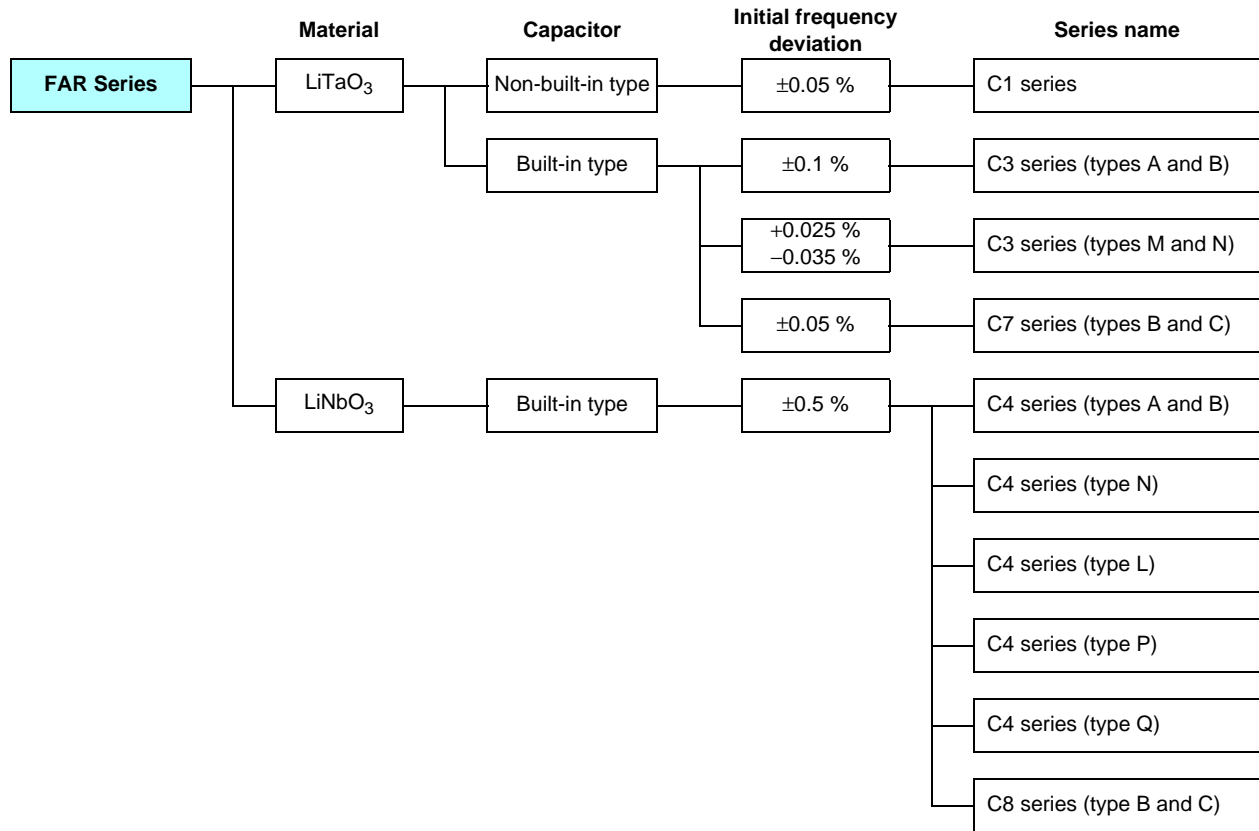 Material
Capacitor
Initial frequency
deviation
Series name
FAR Series
LiTaO₃
Non-built-in type
±0.05 %
C1 series
Built-in type
±0.1 %
C3 series (types A and B)
+0.025 %
−0.035 %
C3 series (types M and N)
±0.05 %
C7 series (types B and C)
LiNbO₃
Built-in type
±0.5 %
C4 series (types A and B)
C4 series (type N)
C4 series (type L)
C4 series (type P)
C4 series (type Q)
C8 series (type B and C)